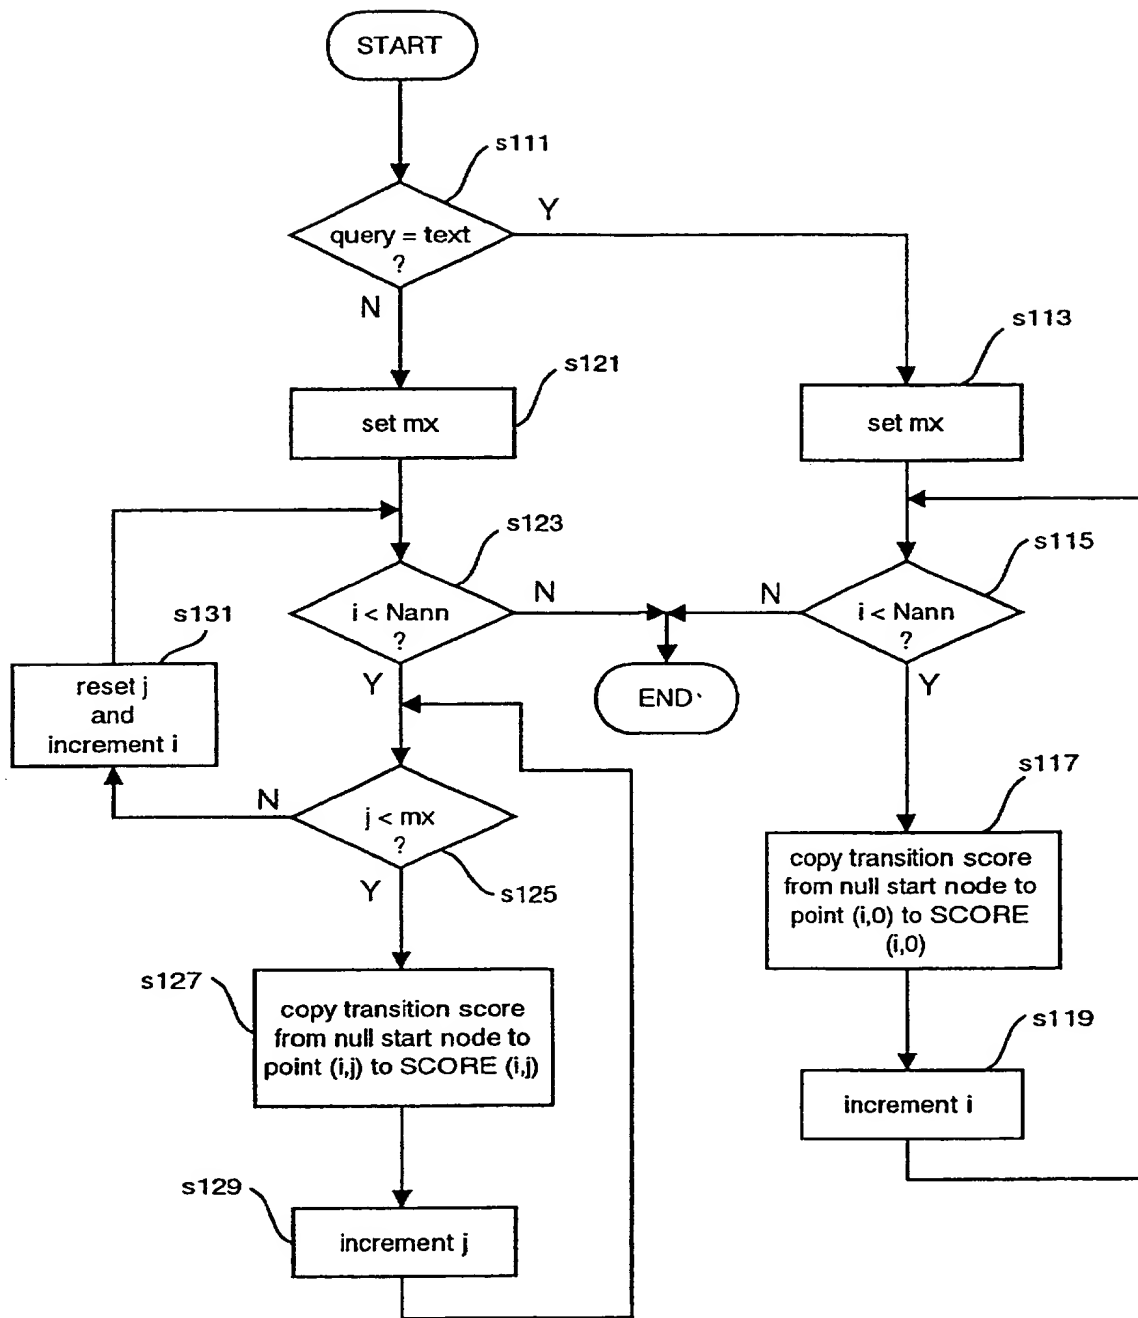 START
s111
query = text
?
Y
N
s113
s121
set mx
set mx
s123
s115
i < Nann
?
N
N
i < Nann
?
s131
reset j
and
increment i
Y
END
Y
s117
N
j < mx
?
s125
Y
copy transition score
from null start node to
point (i,0) to SCORE
(i,0)
s127
copy transition score
from null start node to
point (i,j) to SCORE (i,j)
s119
increment i
s129
increment j